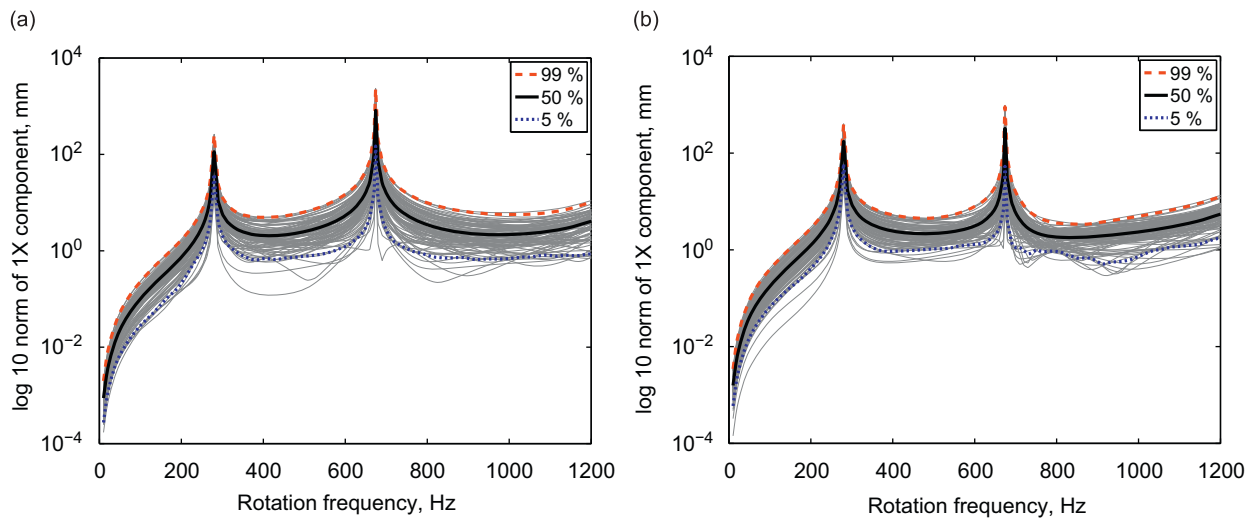 (a)
log 10 norm of 1X component, mm
10^4
10^2
10^0
10^−2
10^−4
0 200 400 600 800 1000 1200
Rotation frequency, Hz
99 %
50 %
5 %
(b)
log 10 norm of 1X component, mm
10^4
10^2
10^0
10^−2
10^−4
0 200 400 600 800 1000 1200
Rotation frequency, Hz
99 %
50 %
5 %